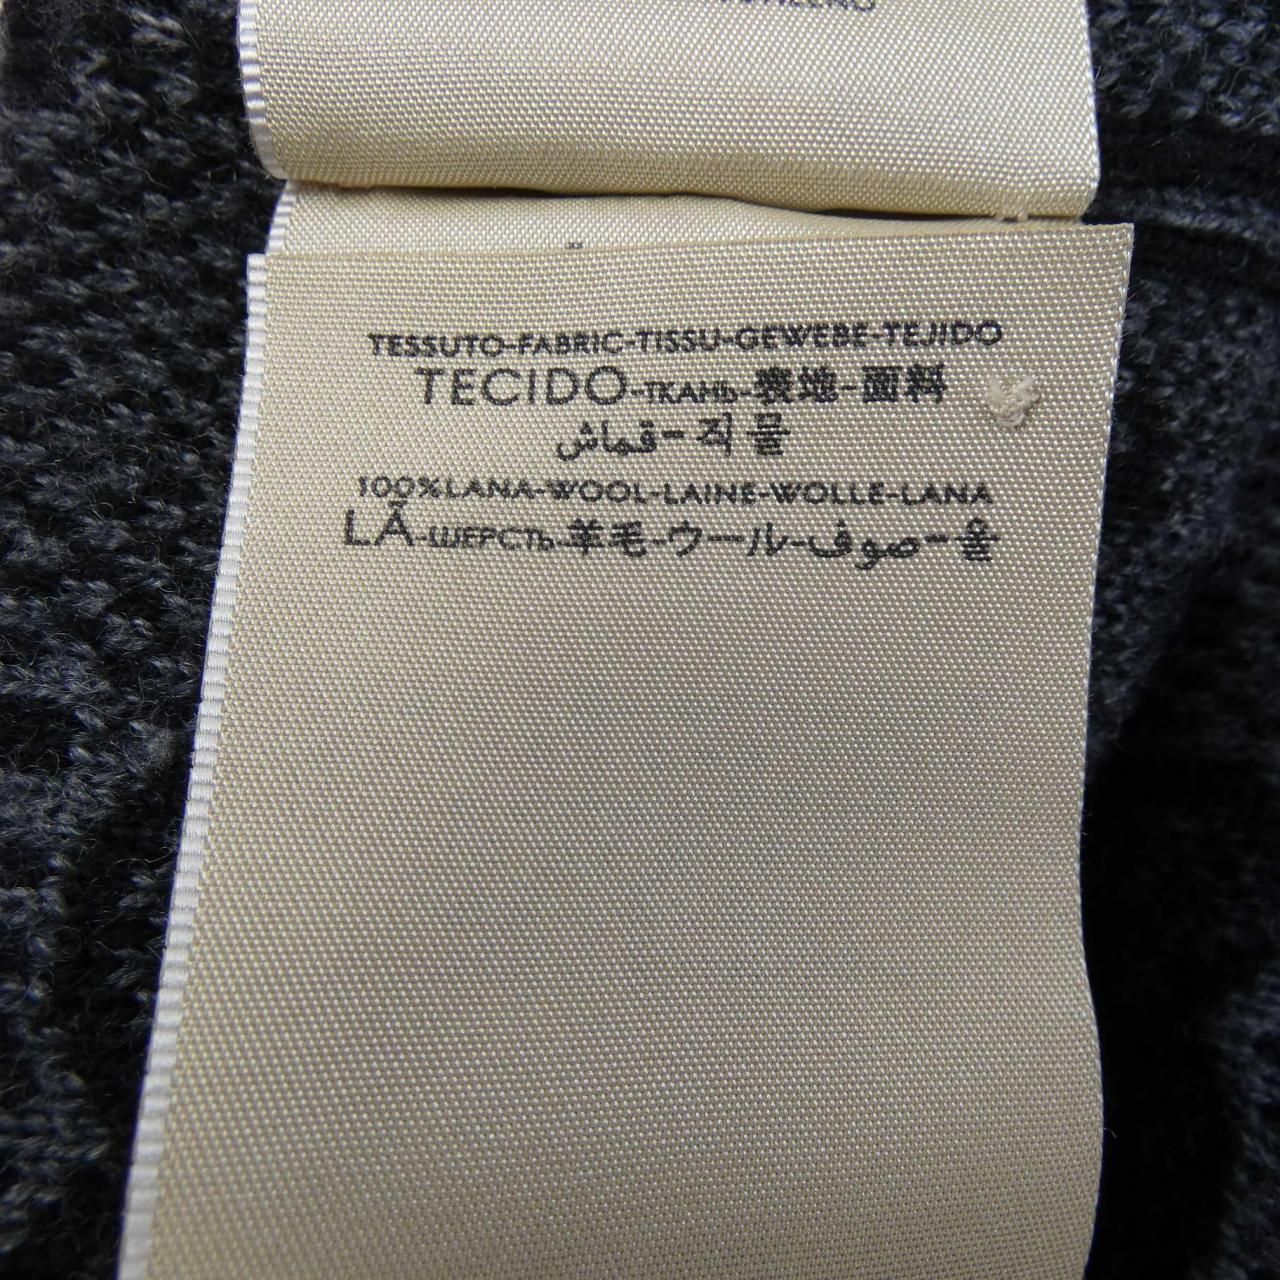 TESSUTO-FABRIC-TISSU-GEWEBE-TEJIDO
TECIDO-ТКАНЬ-表地-面料
직물-قماش
100%LANA-WOOL-LAINE-WOLLE-LANA
LÃ-ШЕРСТЬ-羊毛-ウール-صوف-울